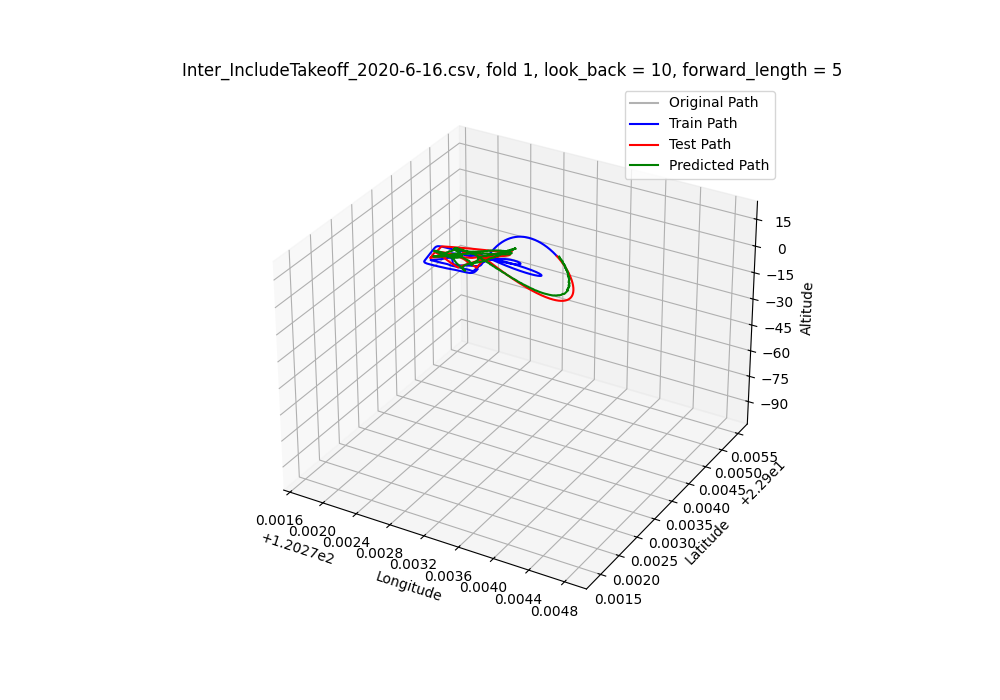 Inter_IncludeTakeoff_2020-6-16.csv, fold 1, look_back = 10, forward_length = 5
Original Path
Train Path
Test Path
Predicted Path
15
0
−15
−30
−45
−60
−75
−90
Altitude
0.0055
0.0050
0.0045
0.0040
0.0035
0.0030
0.0025
0.0020
0.0015
+2.29e1
Latitude
0.0016
0.0020
0.0024
0.0028
0.0032
0.0036
0.0040
0.0044
0.0048
+1.2027e2
Longitude